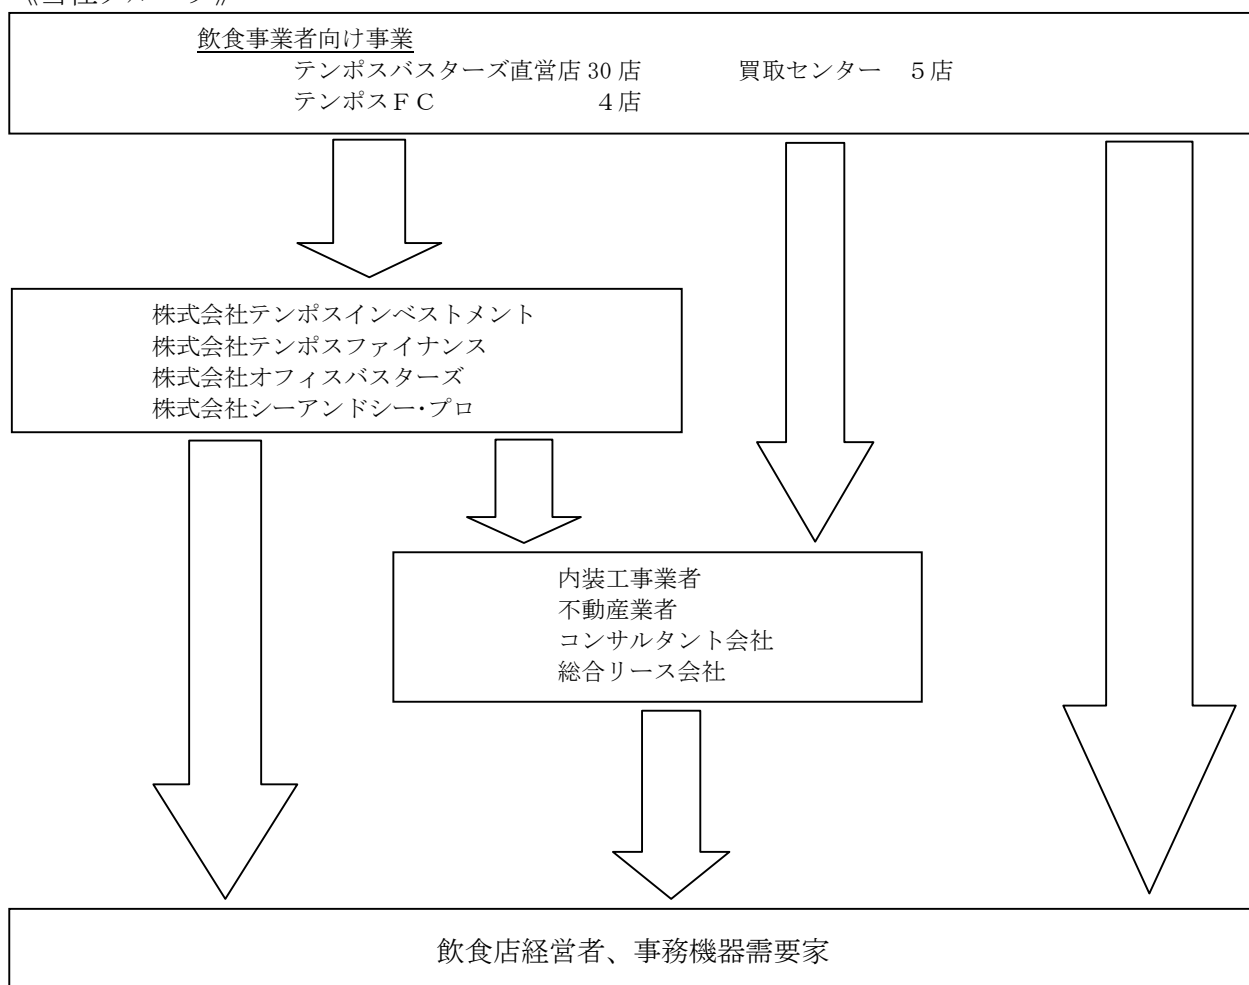 《当社グループ》
飲食事業者向け事業
テンポスバスターズ直営店 30 店 買取センター ５店
テンポスＦＣ ４店
株式会社テンポスインベストメント
株式会社テンポスファイナンス
株式会社オフィスバスターズ
株式会社シーアンドシー・プロ
内装工事業者
不動産業者
コンサルタント会社
総合リース会社
飲食店経営者、事務機器需要家